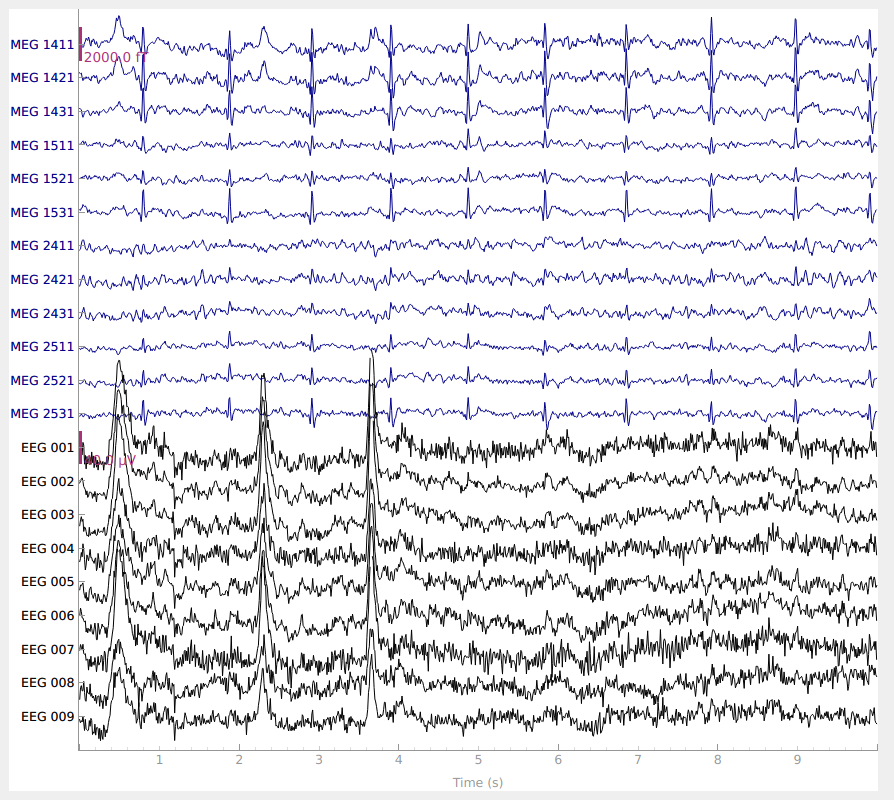 MEG 1411
2000.0 fT
MEG 1421
MEG 1431
MEG 1511
MEG 1521
MEG 1531
MEG 2411
MEG 2421
MEG 2431
MEG 2511
MEG 2521
MEG 2531
EEG 001
µV
EEG 002
EEG 003
EEG 004
EEG 005
EEG 006
EEG 007
EEG 008
EEG 009
1 2 3 4 5 6 7 8 9
Time (s)